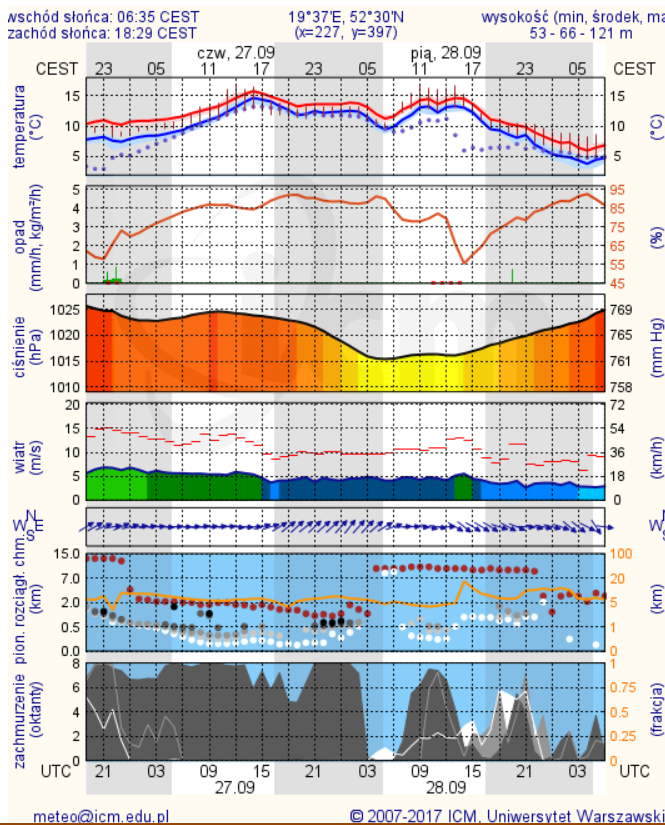 wschód słońca: 06:35 CEST 19°37'E, 52°30'N wysokość (min, środek, ma
zachód słońca: 18:29 CEST (x=227, y=397) 53 - 66 - 121 m
czw, 27.09 pią, 28.09
CEST 23 05 11 17 23 05 11 17 23 05 CEST
temperatura (°C)
15 10 5
15 10 5
(°C)
opad (mm/h, kg/m²/h)
5 4 3 2 1 0
95 85 75 65 55 45
(%)
ciśnienie (hPa)
1025 1020 1015 1010
769 765 761 758
(mm Hg)
wiatr (m/s)
20 15 10 5 0
72 54 36 18 0
(km/h)
N W E S
N W E S
pion. rozciągł. chm. (km)
15.0 7.0 2.0 0.5 0.0
100 20 5 1 0
(km)
zachmurzenie (oktanty)
8 6 4 2 0
1 0.75 0.5 0.25 0
(frakcja)
UTC 21 03 09 15 21 03 09 15 21 03 UTC
27.09 28.09
meteo@icm.edu.pl © 2007-2017 ICM, Uniwersytet Warszawski